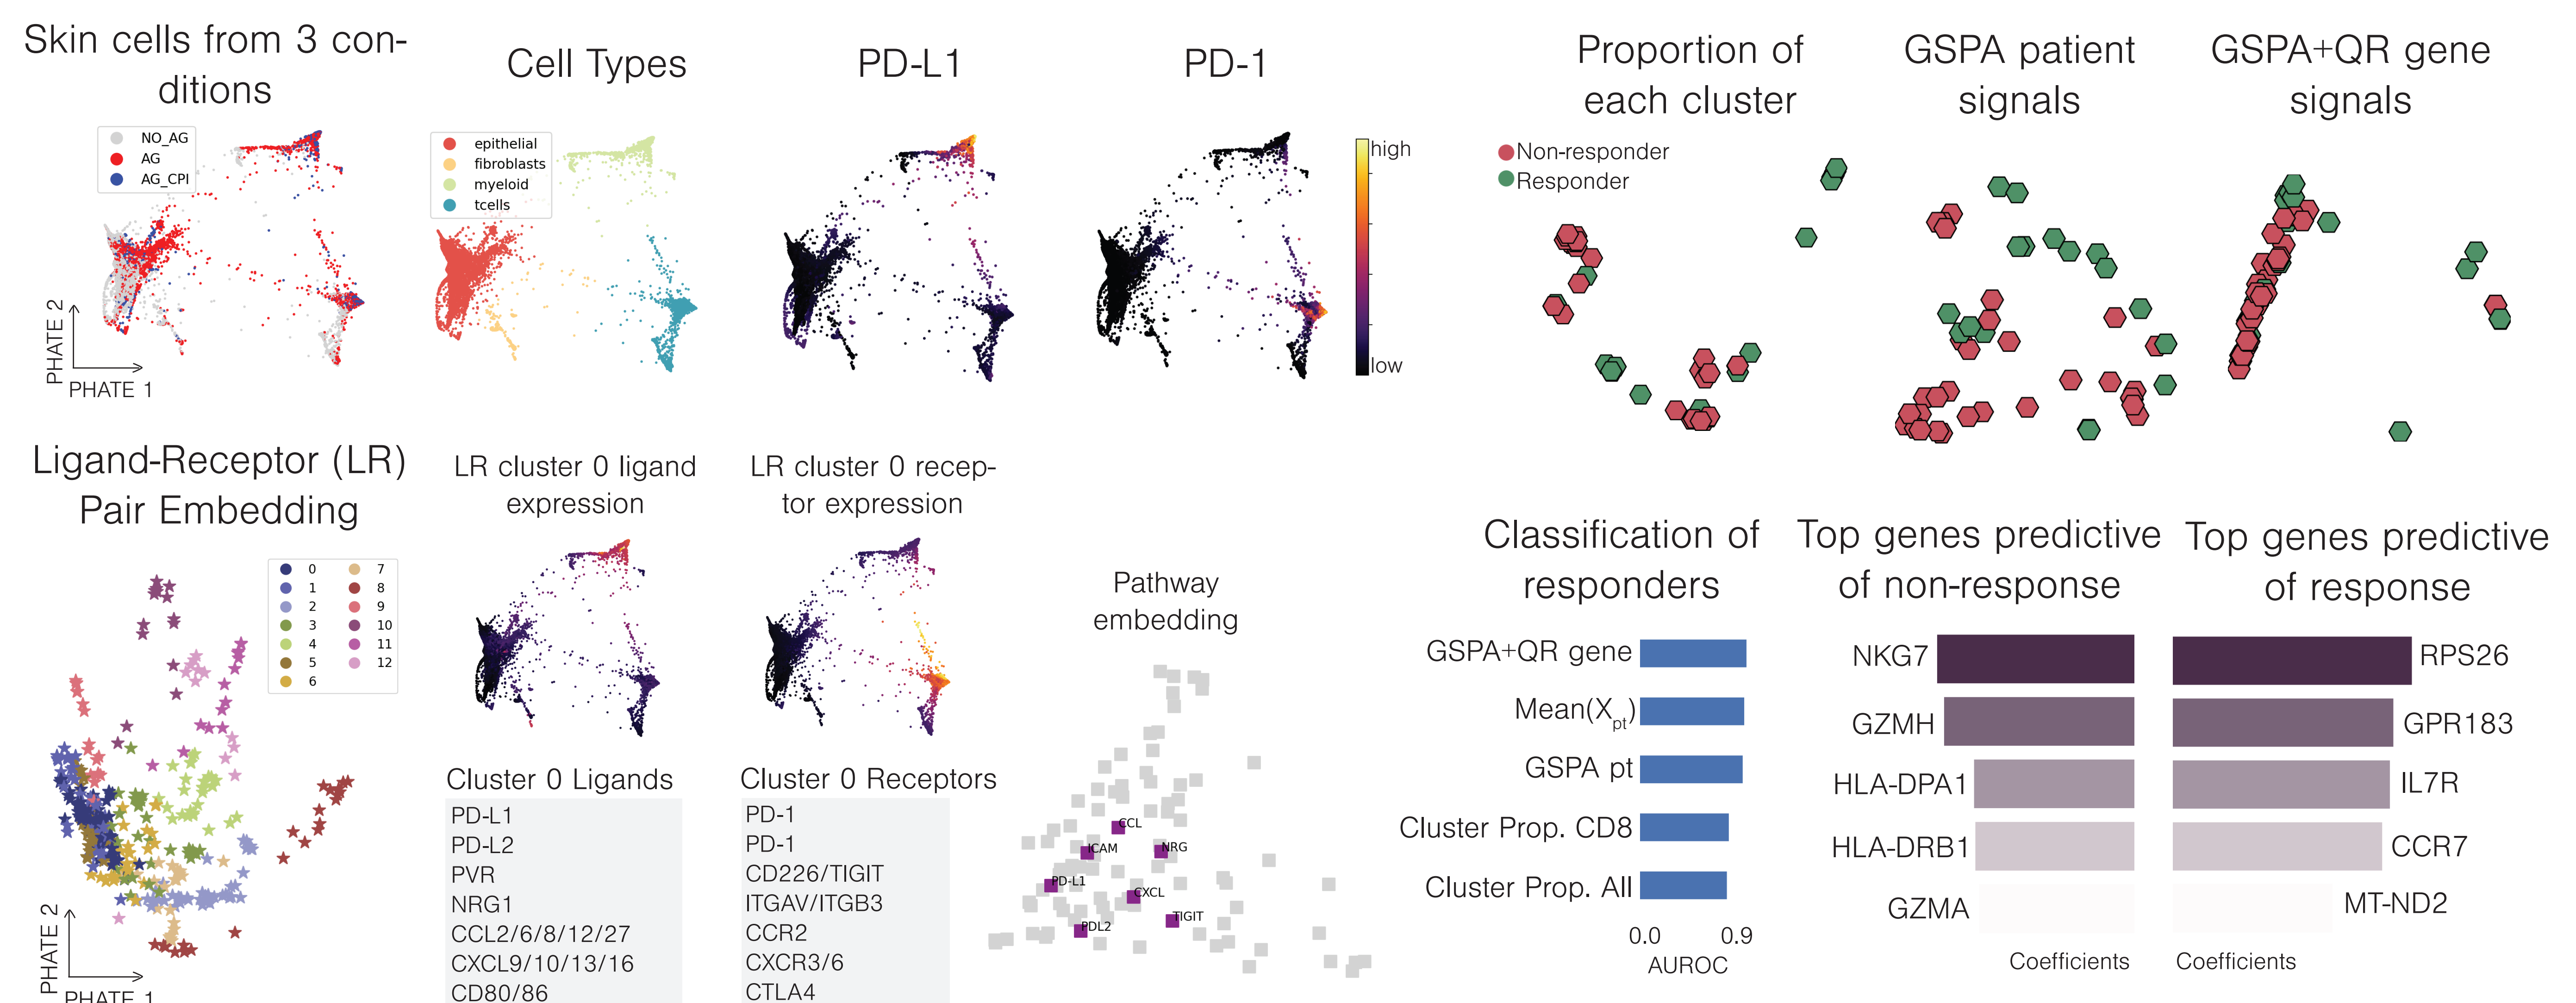 Skin cells from 3 con-
ditions
NO_AG
AG
AG_CPI
PHATE 2
PHATE 1
Cell Types
epithelial
fibroblasts
myeloid
tcells
PD-L1
PD-1
high
low
Proportion of
each cluster
Non-responder
Responder
GSPA patient
signals
GSPA+QR gene
signals
Ligand-Receptor (LR)
Pair Embedding
0
1
2
3
4
5
6
7
8
9
10
11
12
PHATE 2
PHATE 1
LR cluster 0 ligand
expression
Cluster 0 Ligands
PD-L1
PD-L2
PVR
NRG1
CCL2/6/8/12/27
CXCL9/10/13/16
CD80/86
LR cluster 0 recep-
tor expression
Cluster 0 Receptors
PD-1
PD-1
CD226/TIGIT
ITGAV/ITGB3
CCR2
CXCR3/6
CTLA4
Pathway
embedding
CCL
ICAM
NRG
PD-L1
CXCL
TIGIT
PDL2
Classification of
responders
GSPA+QR gene
Mean(Xpt)
GSPA pt
Cluster Prop. CD8
Cluster Prop. All
0.0 0.9
AUROC
Top genes predictive
of non-response
NKG7
GZMH
HLA-DPA1
HLA-DRB1
GZMA
Coefficients
Top genes predictive
of response
RPS26
GPR183
IL7R
CCR7
MT-ND2
Coefficients